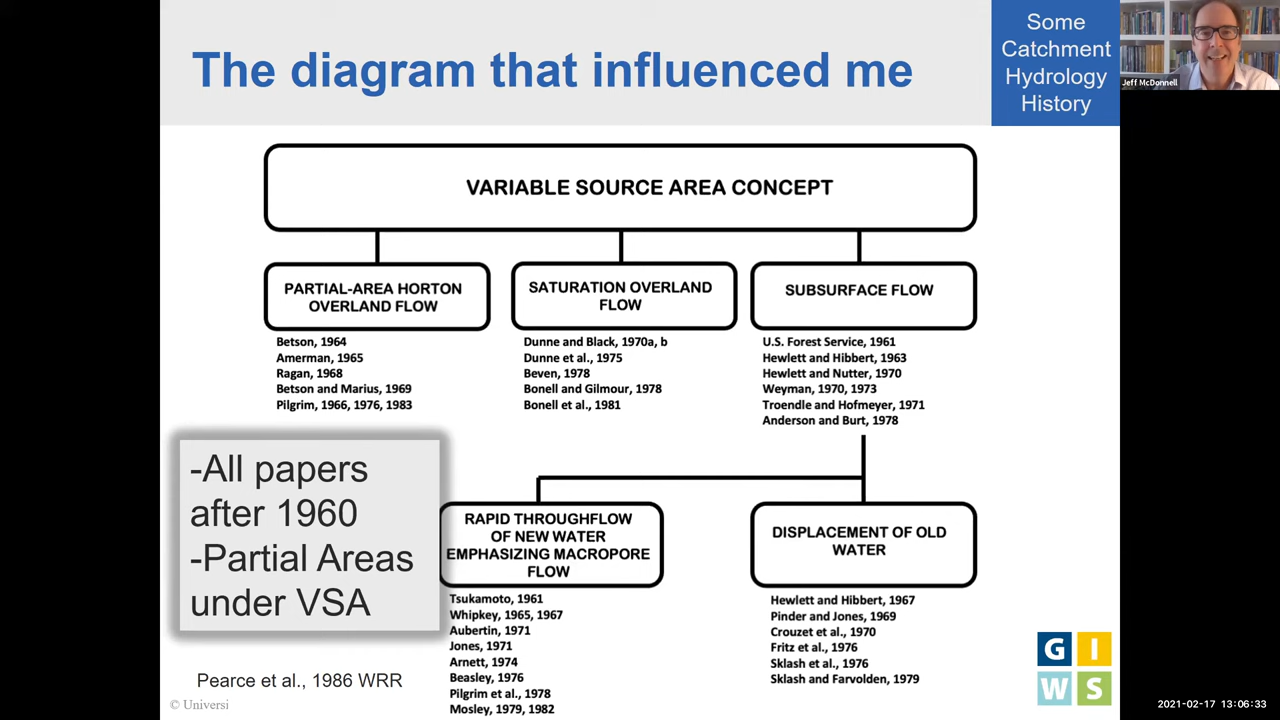 The diagram that influenced me
Some
Catchment
Hydrology
History
Jeff McDonnell
VARIABLE SOURCE AREA CONCEPT
PARTIAL-AREA HORTON
OVERLAND FLOW
SATURATION OVERLAND
FLOW
SUBSURFACE FLOW
Betson, 1964
Amerman, 1965
Ragan, 1968
Betson and Marius, 1969
Pilgrim, 1966, 1976, 1983
Dunne and Black, 1970a, b
Dunne et al., 1975
Beven, 1978
Bonell and Gilmour, 1978
Bonell et al., 1981
U.S. Forest Service, 1961
Hewlett and Hibbert, 1963
Hewlett and Nutter, 1970
Weyman, 1970, 1973
Troendle and Hofmeyer, 1971
Anderson and Burt, 1978
-All papers
after 1960
-Partial Areas
under VSA
RAPID THROUGHFLOW
OF NEW WATER
EMPHASIZING MACROPORE
FLOW
DISPLACEMENT OF OLD
WATER
Tsukamoto, 1961
Whipkey, 1965, 1967
Aubertin, 1971
Jones, 1971
Arnett, 1974
Beasley, 1976
Pilgrim et al., 1978
Mosley, 1979, 1982
Hewlett and Hibbert, 1967
Pinder and Jones, 1969
Crouzet et al., 1970
Fritz et al., 1976
Sklash et al., 1976
Sklash and Farvolden, 1979
Pearce et al., 1986 WRR
© Universi
G I
W S
2021-02-17 13:06:33